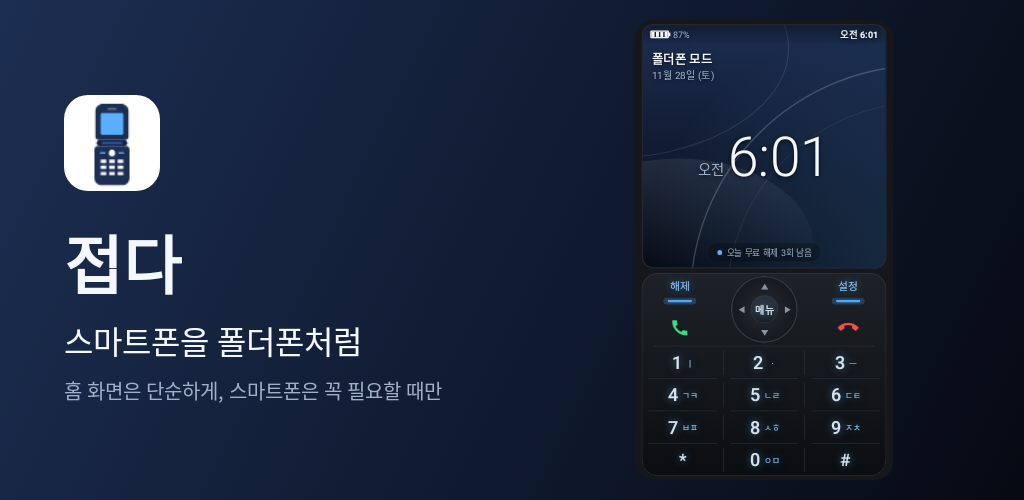 접다
스마트폰을 폴더폰처럼
홈 화면은 단순하게, 스마트폰은 꼭 필요할 때만
87% 오전 6:01
폴더폰 모드
11월 28일 (토)
오전 6:01
오늘 무료 해제 3회 남음
해제 메뉴 설정
1 ㅣ 2 · 3 ㅡ
4 ㄱㅋ 5 ㄴㄹ 6 ㄷㅌ
7 ㅂㅍ 8 ㅅㅎ 9 ㅈㅊ
* 0 ㅇㅁ #